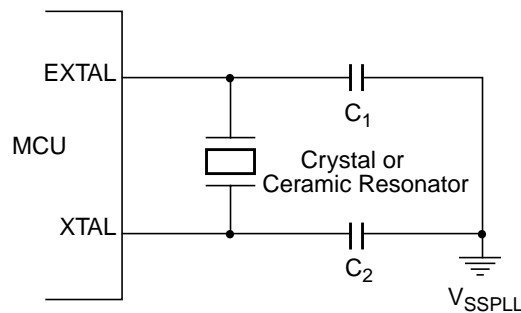 EXTAL
C1
MCU
Crystal or
Ceramic Resonator
XTAL
C2
VSSPLL